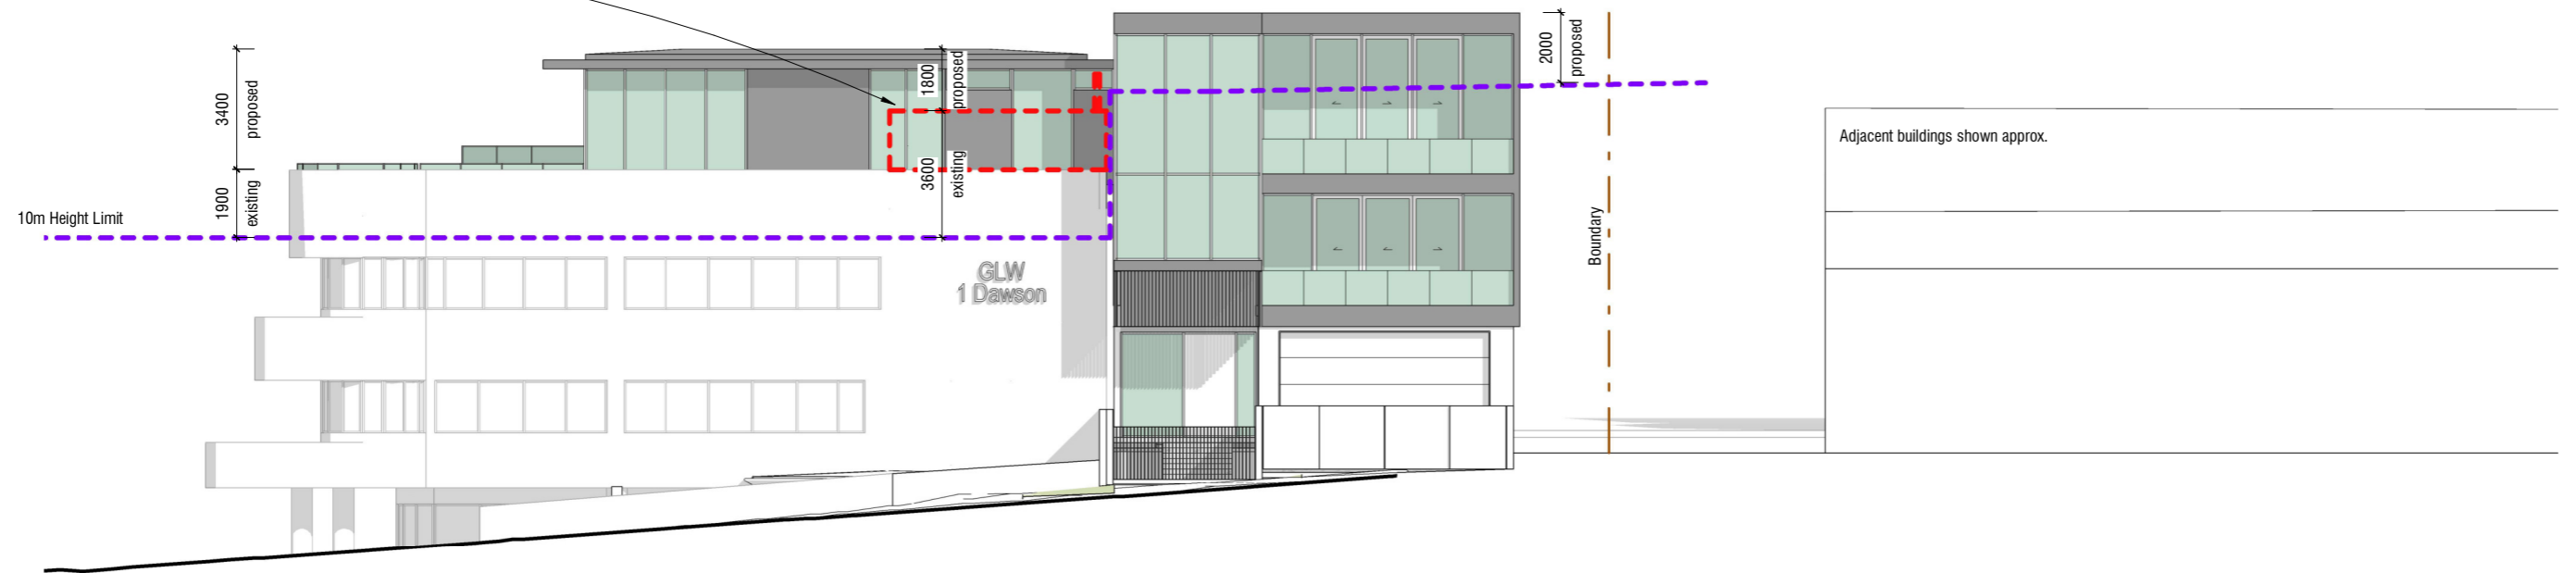 2000
proposed
3400
proposed
1800
proposed
Adjacent buildings shown approx.
1900
existing
3600
existing
10m Height Limit
Boundary
GLW
1 Dawson